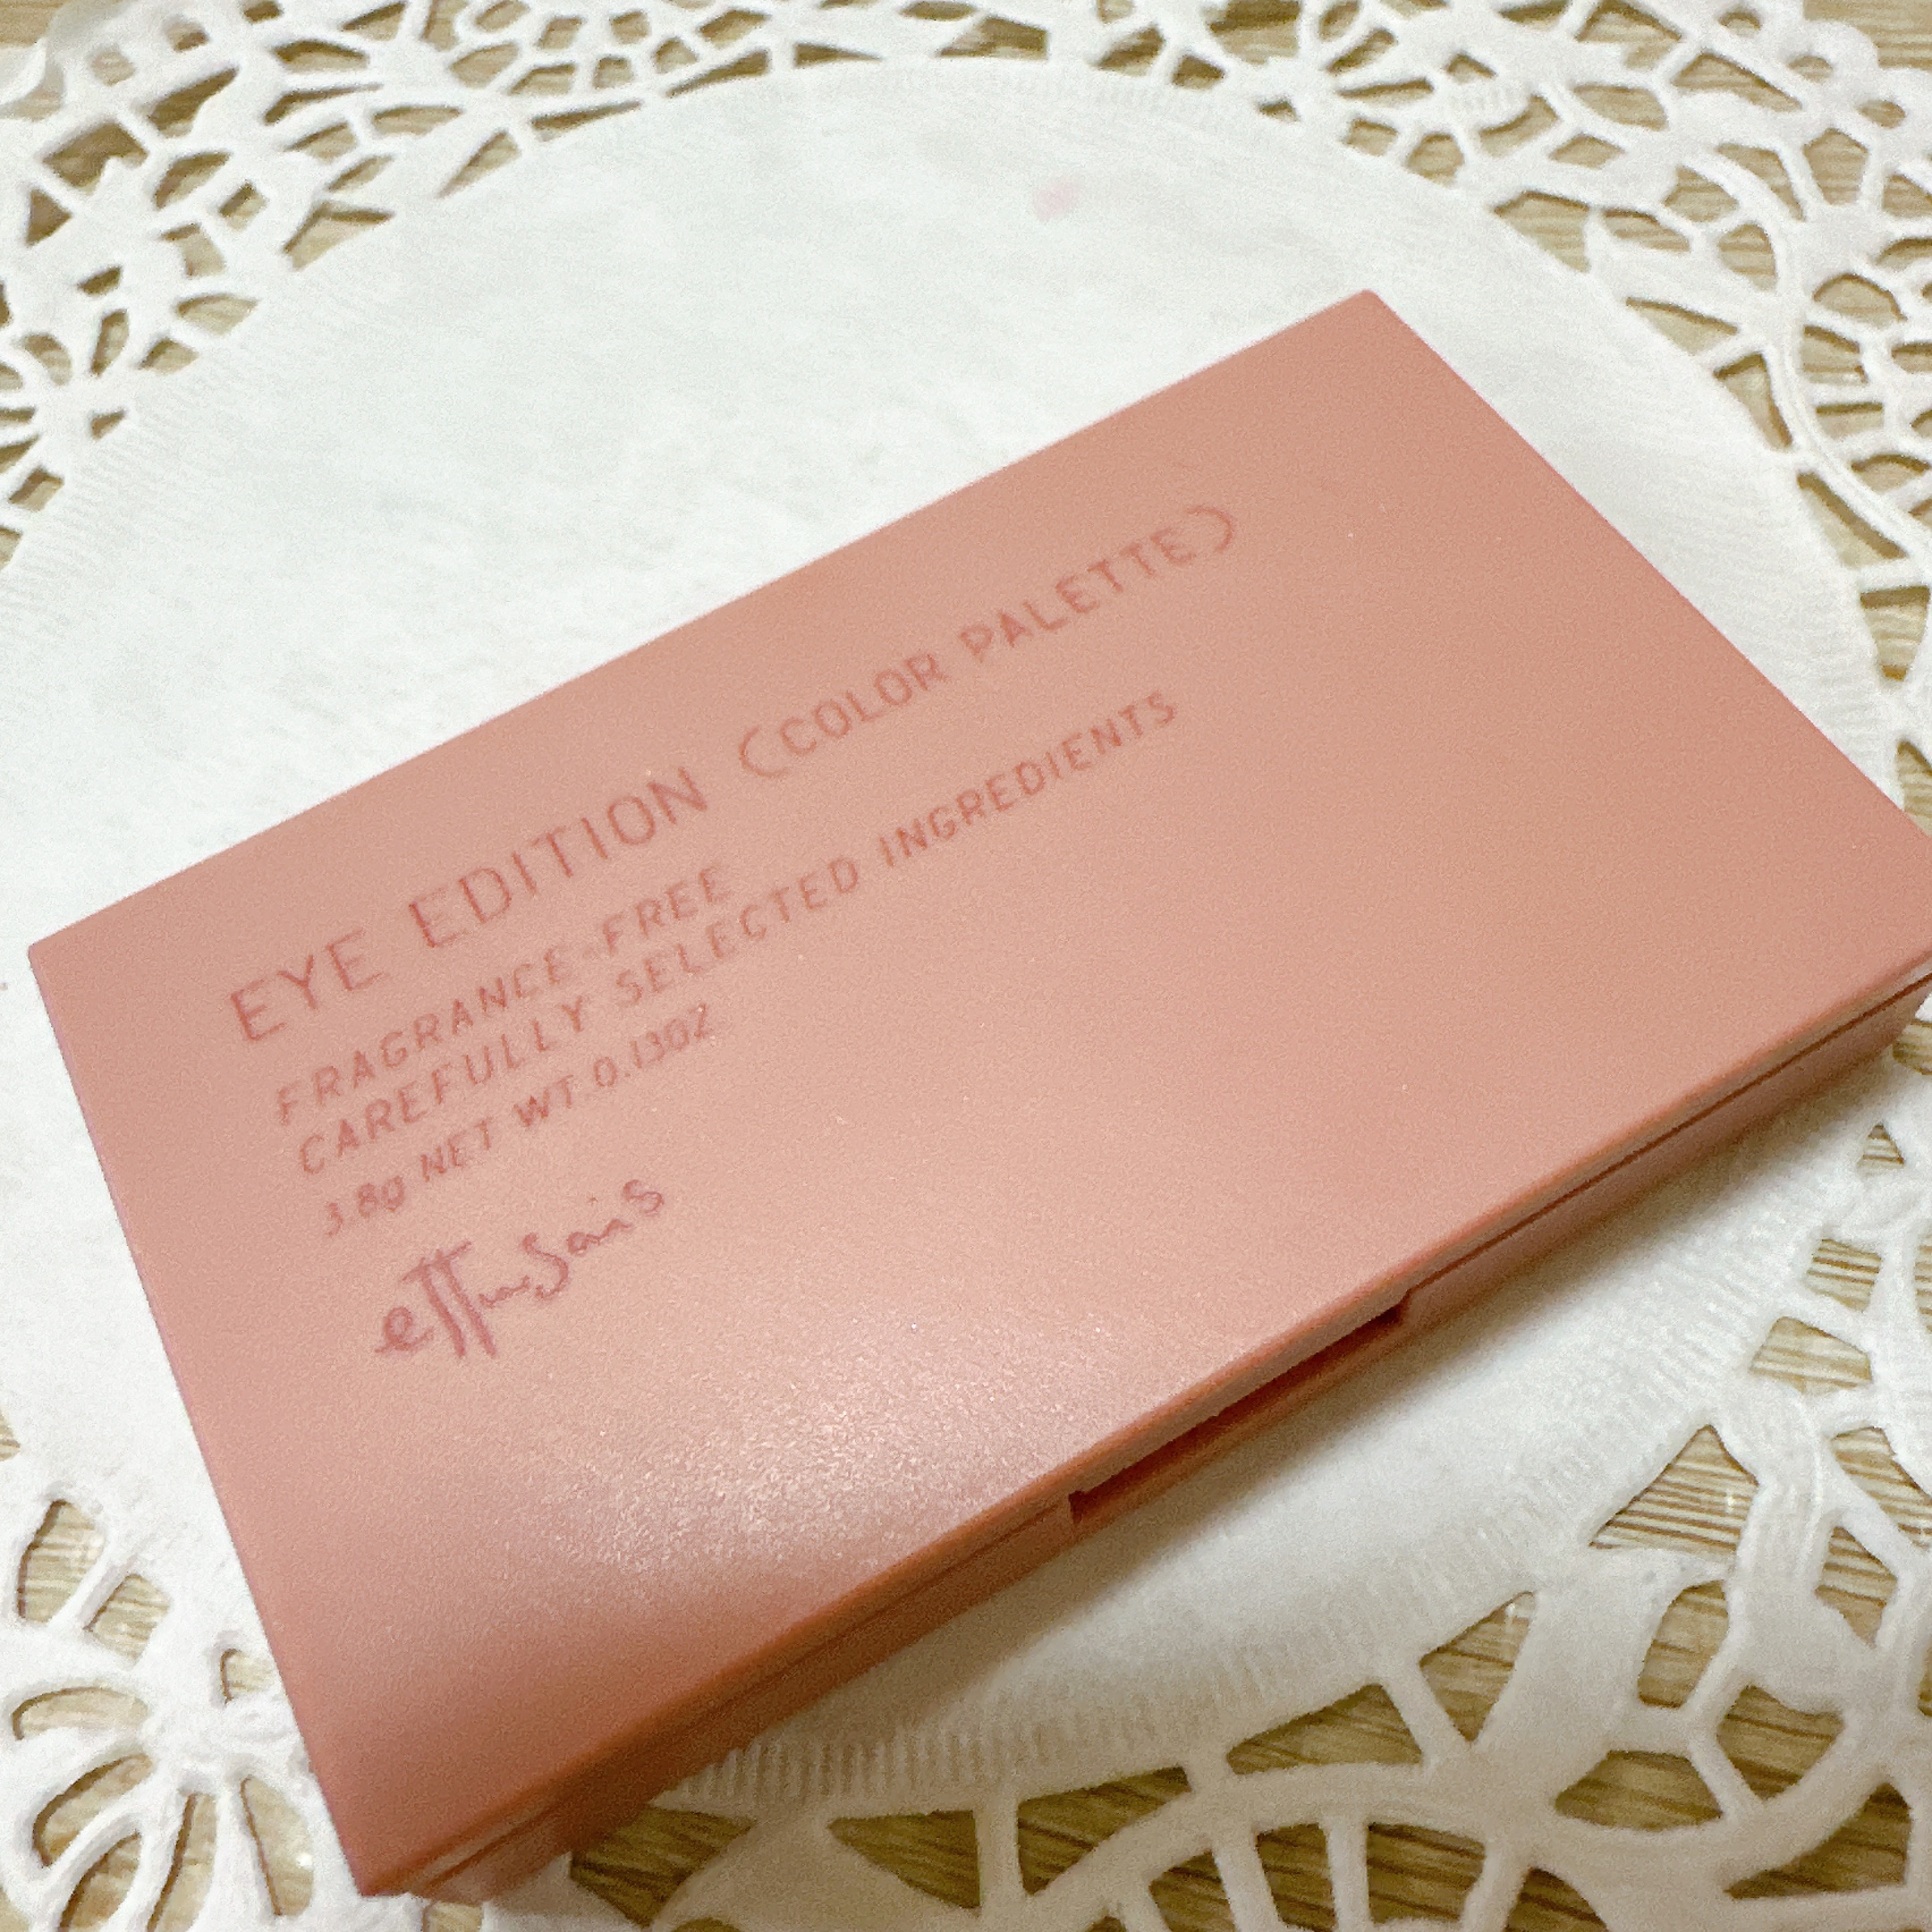 EYE EDITION (COLOR PALETTE)
FRAGRANCE-FREE
CAREFULLY SELECTED INGREDIENTS
3.8g NET WT.0.13OZ
ettusais